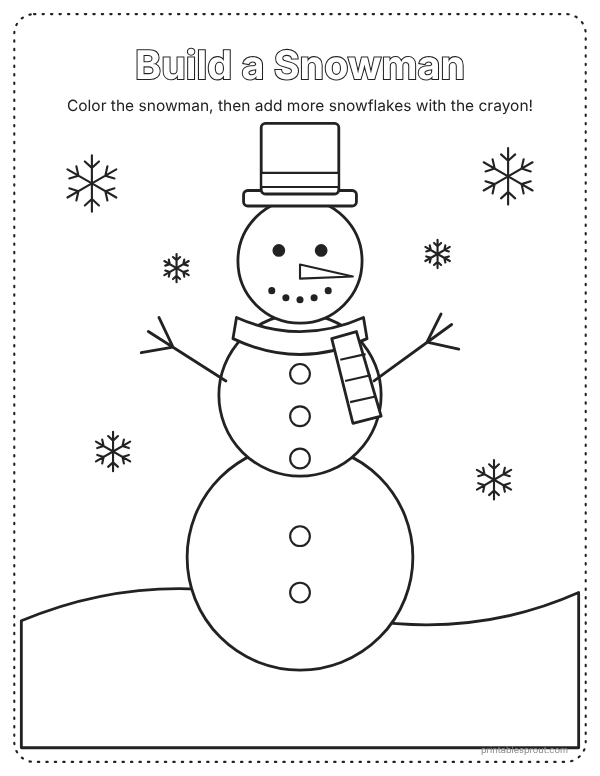 Build a Snowman
Color the snowman, then add more snowflakes with the crayon!
printablesprout.com